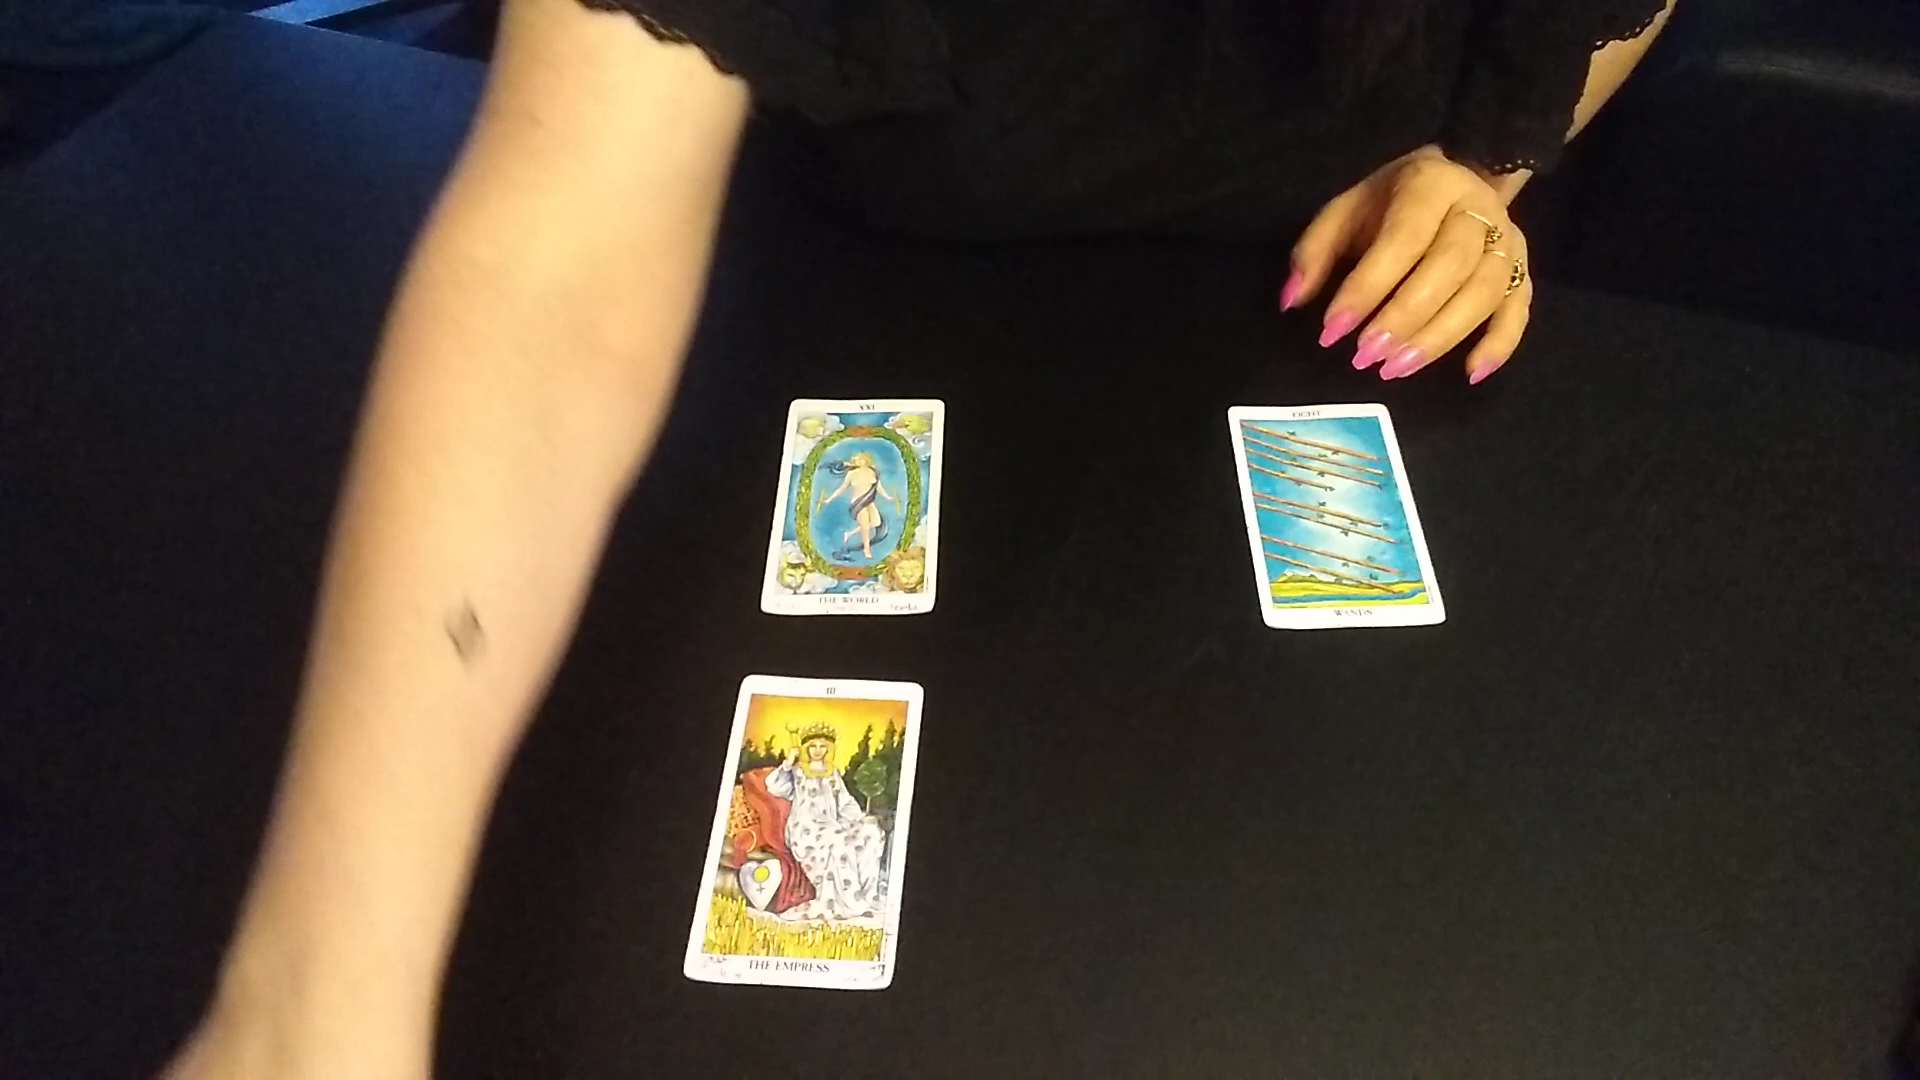 XXI
THE WORLD
EIGHT
WANDS
III
THE EMPRESS